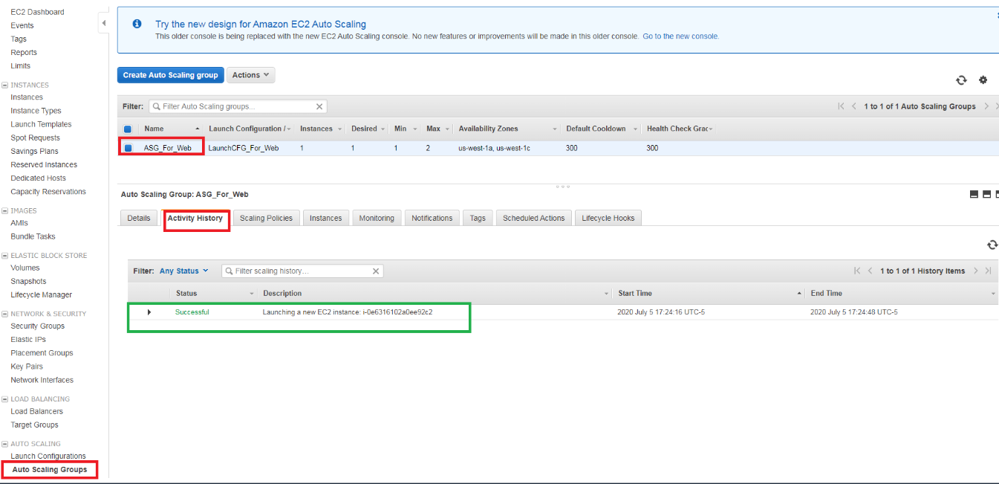 EC2 Dashboard
Events
Tags
Reports
Limits
INSTANCES
Instances
Instance Types
Launch Templates
Spot Requests
Savings Plans
Reserved Instances
Dedicated Hosts
Capacity Reservations
IMAGES
AMIs
Bundle Tasks
ELASTIC BLOCK STORE
Volumes
Snapshots
Lifecycle Manager
NETWORK & SECURITY
Security Groups
Elastic IPs
Placement Groups
Key Pairs
Network Interfaces
LOAD BALANCING
Load Balancers
Target Groups
AUTO SCALING
Launch Configurations
Auto Scaling Groups
Try the new design for Amazon EC2 Auto Scaling
This older console is being replaced with the new EC2 Auto Scaling console. No new features or improvements will be made in this older console. Go to the new console.
Create Auto Scaling group Actions
Filter: Filter Auto Scaling groups... 1 to 1 of 1 Auto Scaling Groups
Name Launch Configuration / Instances Desired Min Max Availability Zones Default Cooldown Health Check Grac
ASG_For_Web LaunchCFG_For_Web 1 1 1 2 us-west-1a, us-west-1c 300 300
Auto Scaling Group: ASG_For_Web
Details Activity History Scaling Policies Instances Monitoring Notifications Tags Scheduled Actions Lifecycle Hooks
Filter: Any Status Filter scaling history... 1 to 1 of 1 History Items
Status Description Start Time End Time
Successful Launching a new EC2 instance: i-0e6316102a0ee92c2 2020 July 5 17:24:16 UTC-5 2020 July 5 17:24:48 UTC-5